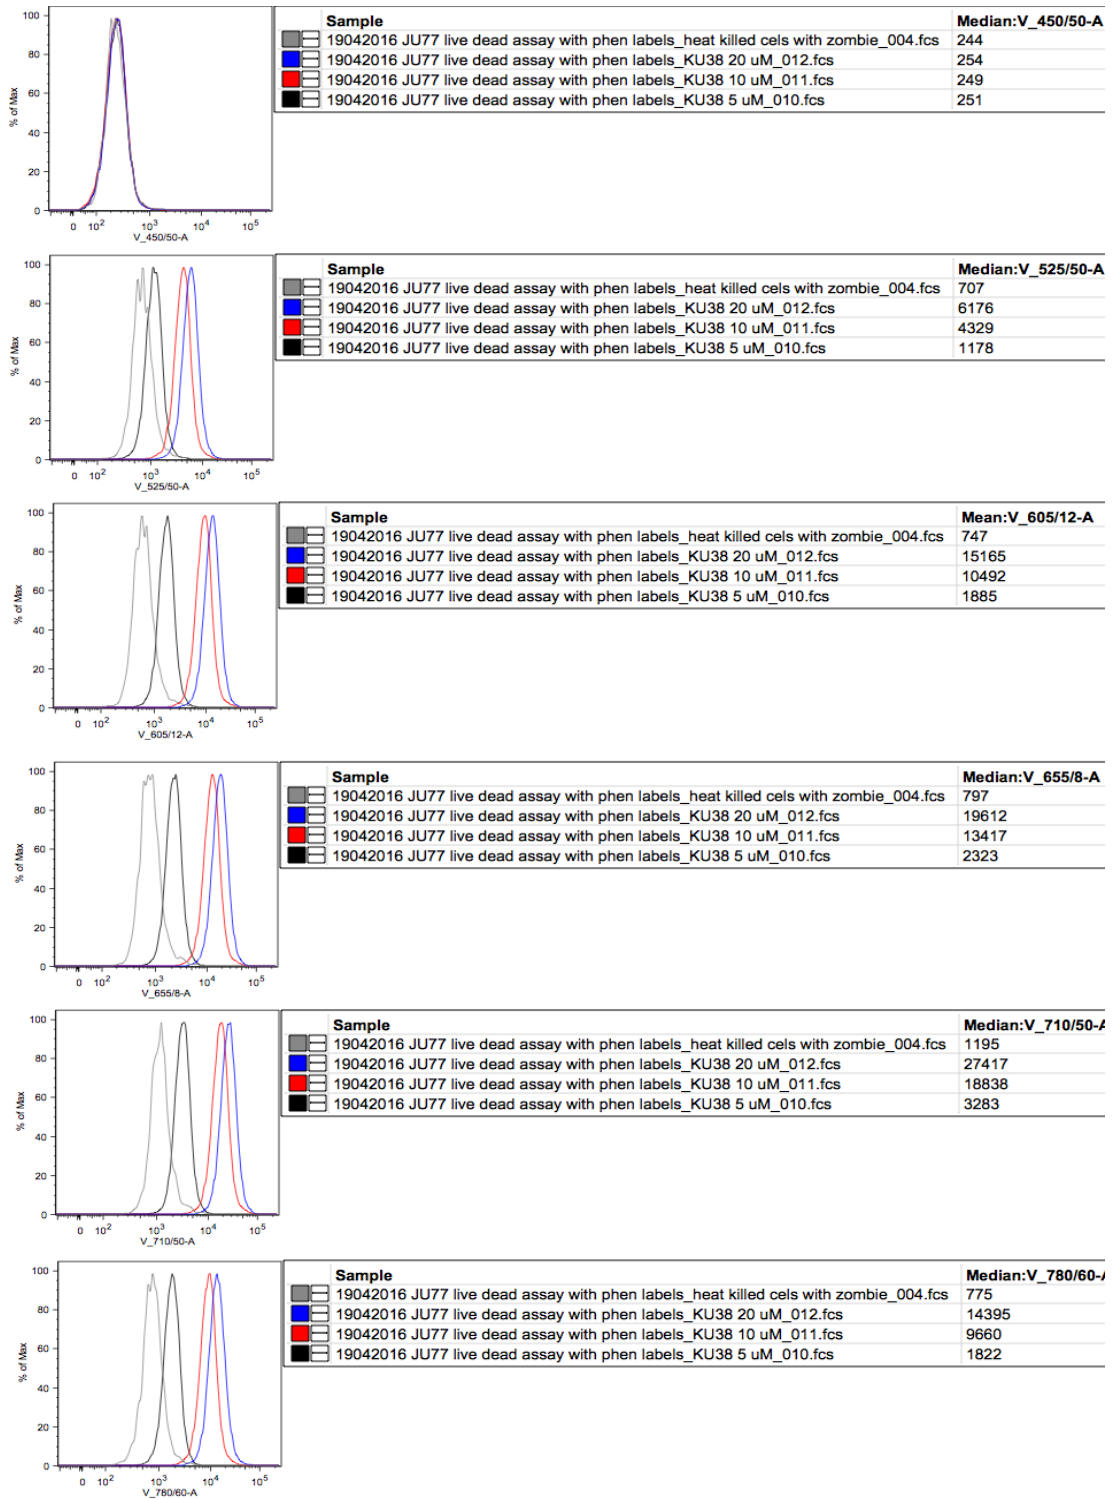 Sample Median:V_450/50-A
19042016 JU77 live dead assay with phen labels_heat killed cels with zombie_004.fcs 244
19042016 JU77 live dead assay with phen labels_KU38 20 uM_012.fcs 254
19042016 JU77 live dead assay with phen labels_KU38 10 uM_011.fcs 249
19042016 JU77 live dead assay with phen labels_KU38 5 uM_010.fcs 251
100
80
60
40
20
0
% of Max
0 10² 10³ 10⁴ 10⁵
V_450/50-A
Sample Median:V_525/50-A
19042016 JU77 live dead assay with phen labels_heat killed cels with zombie_004.fcs 707
19042016 JU77 live dead assay with phen labels_KU38 20 uM_012.fcs 6176
19042016 JU77 live dead assay with phen labels_KU38 10 uM_011.fcs 4329
19042016 JU77 live dead assay with phen labels_KU38 5 uM_010.fcs 1178
100
80
60
40
20
0
% of Max
0 10² 10³ 10⁴ 10⁵
V_525/50-A
Sample Mean:V_605/12-A
19042016 JU77 live dead assay with phen labels_heat killed cels with zombie_004.fcs 747
19042016 JU77 live dead assay with phen labels_KU38 20 uM_012.fcs 15165
19042016 JU77 live dead assay with phen labels_KU38 10 uM_011.fcs 10492
19042016 JU77 live dead assay with phen labels_KU38 5 uM_010.fcs 1885
100
80
60
40
20
0
% of Max
0 10² 10³ 10⁴ 10⁵
V_605/12-A
Sample Median:V_655/8-A
19042016 JU77 live dead assay with phen labels_heat killed cels with zombie_004.fcs 797
19042016 JU77 live dead assay with phen labels_KU38 20 uM_012.fcs 19612
19042016 JU77 live dead assay with phen labels_KU38 10 uM_011.fcs 13417
19042016 JU77 live dead assay with phen labels_KU38 5 uM_010.fcs 2323
100
80
60
40
20
0
% of Max
0 10² 10³ 10⁴ 10⁵
V_655/8-A
Sample Median:V_710/50-A
19042016 JU77 live dead assay with phen labels_heat killed cels with zombie_004.fcs 1195
19042016 JU77 live dead assay with phen labels_KU38 20 uM_012.fcs 27417
19042016 JU77 live dead assay with phen labels_KU38 10 uM_011.fcs 18838
19042016 JU77 live dead assay with phen labels_KU38 5 uM_010.fcs 3283
100
80
60
40
20
0
% of Max
0 10² 10³ 10⁴ 10⁵
V_710/50-A
Sample Median:V_780/60-A
19042016 JU77 live dead assay with phen labels_heat killed cels with zombie_004.fcs 775
19042016 JU77 live dead assay with phen labels_KU38 20 uM_012.fcs 14395
19042016 JU77 live dead assay with phen labels_KU38 10 uM_011.fcs 9660
19042016 JU77 live dead assay with phen labels_KU38 5 uM_010.fcs 1822
100
80
60
40
20
0
% of Max
0 10² 10³ 10⁴ 10⁵
V_780/60-A